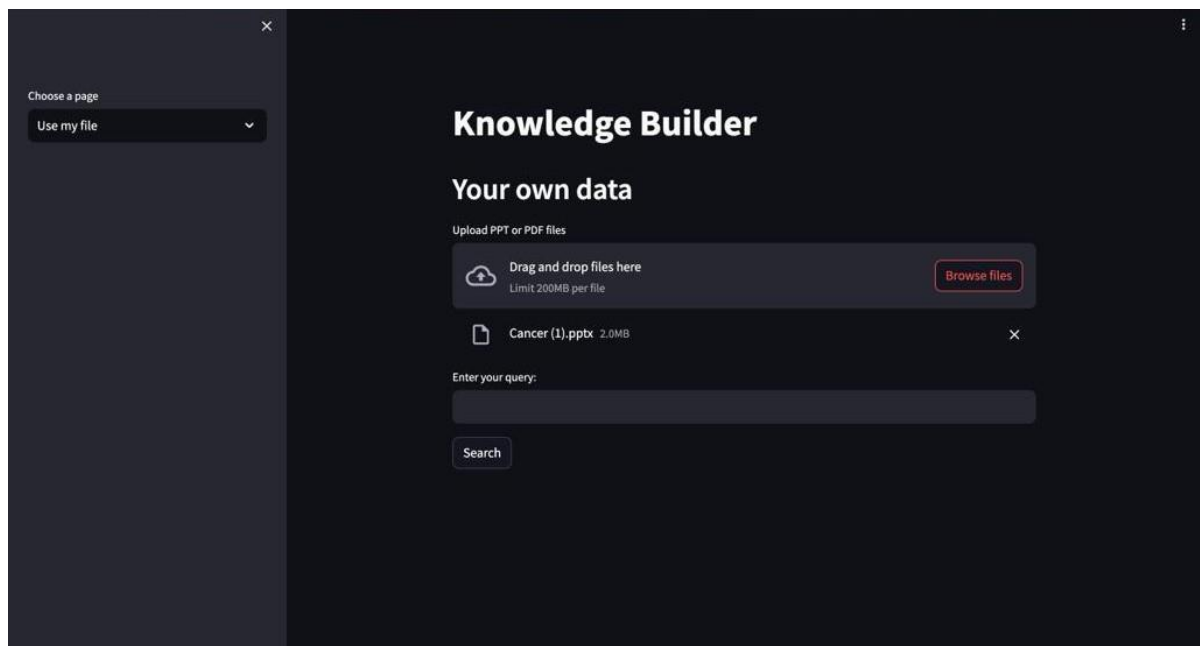 Choose a page
Use my file
Knowledge Builder
Your own data
Upload PPT or PDF files
Drag and drop files here
Limit 200MB per file
Browse files
Cancer (1).pptx 2.0MB
Enter your query:
Search